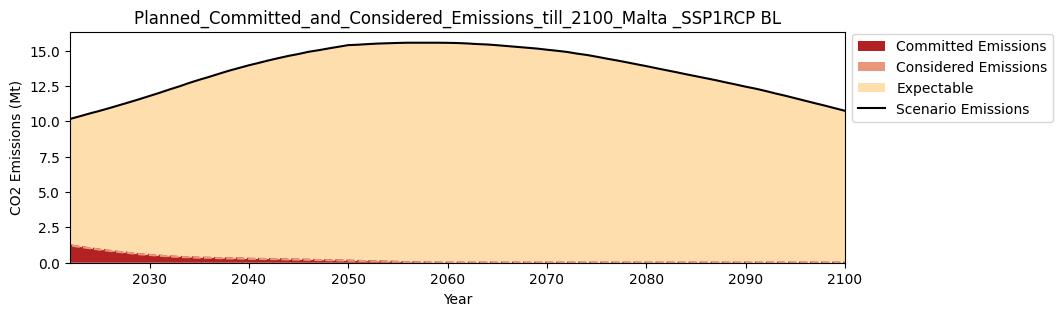 Planned_Committed_and_Considered_Emissions_till_2100_Malta _SSP1RCP BL
CO2 Emissions (Mt)
15.0
12.5
10.0
7.5
5.0
2.5
0.0
2030 2040 2050 2060 2070 2080 2090 2100
Year
Committed Emissions
Considered Emissions
Expectable
Scenario Emissions